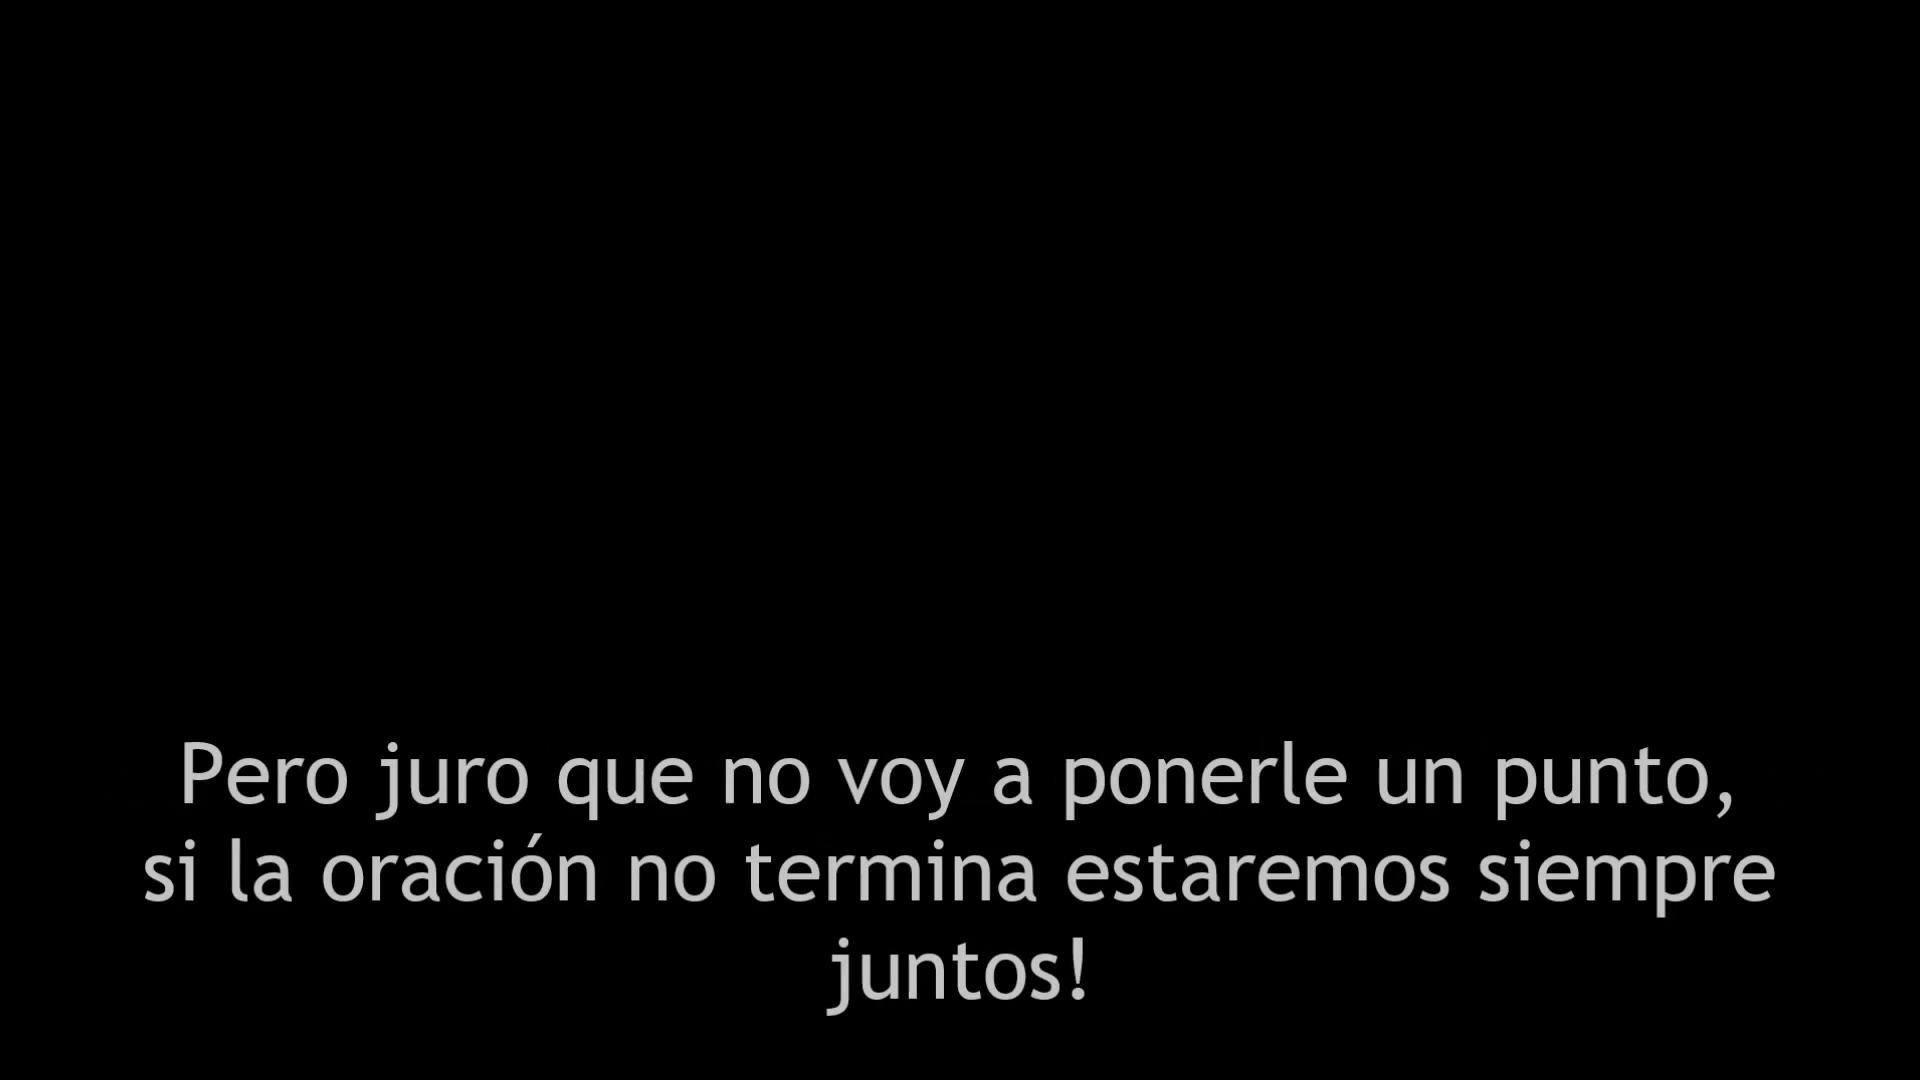 Pero juro que no voy a ponerle un punto,
si la oración no termina estaremos siempre
juntos!